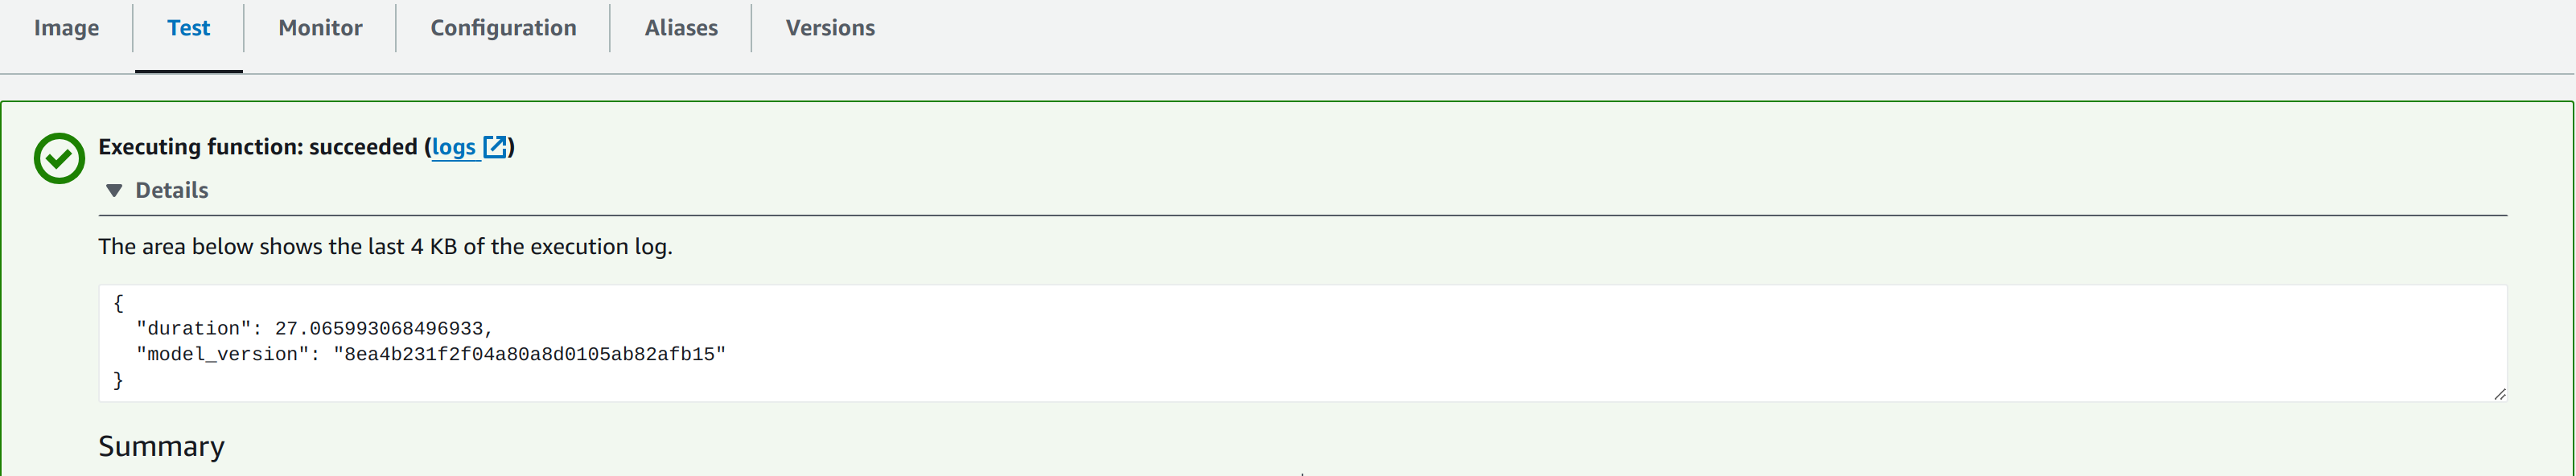 Image Test Monitor Configuration Aliases Versions
Executing function: succeeded (logs)
Details
The area below shows the last 4 KB of the execution log.
{
"duration": 27.065993068496933,
"model_version": "8ea4b231f2f04a80a8d0105ab82afb15"
}
Summary